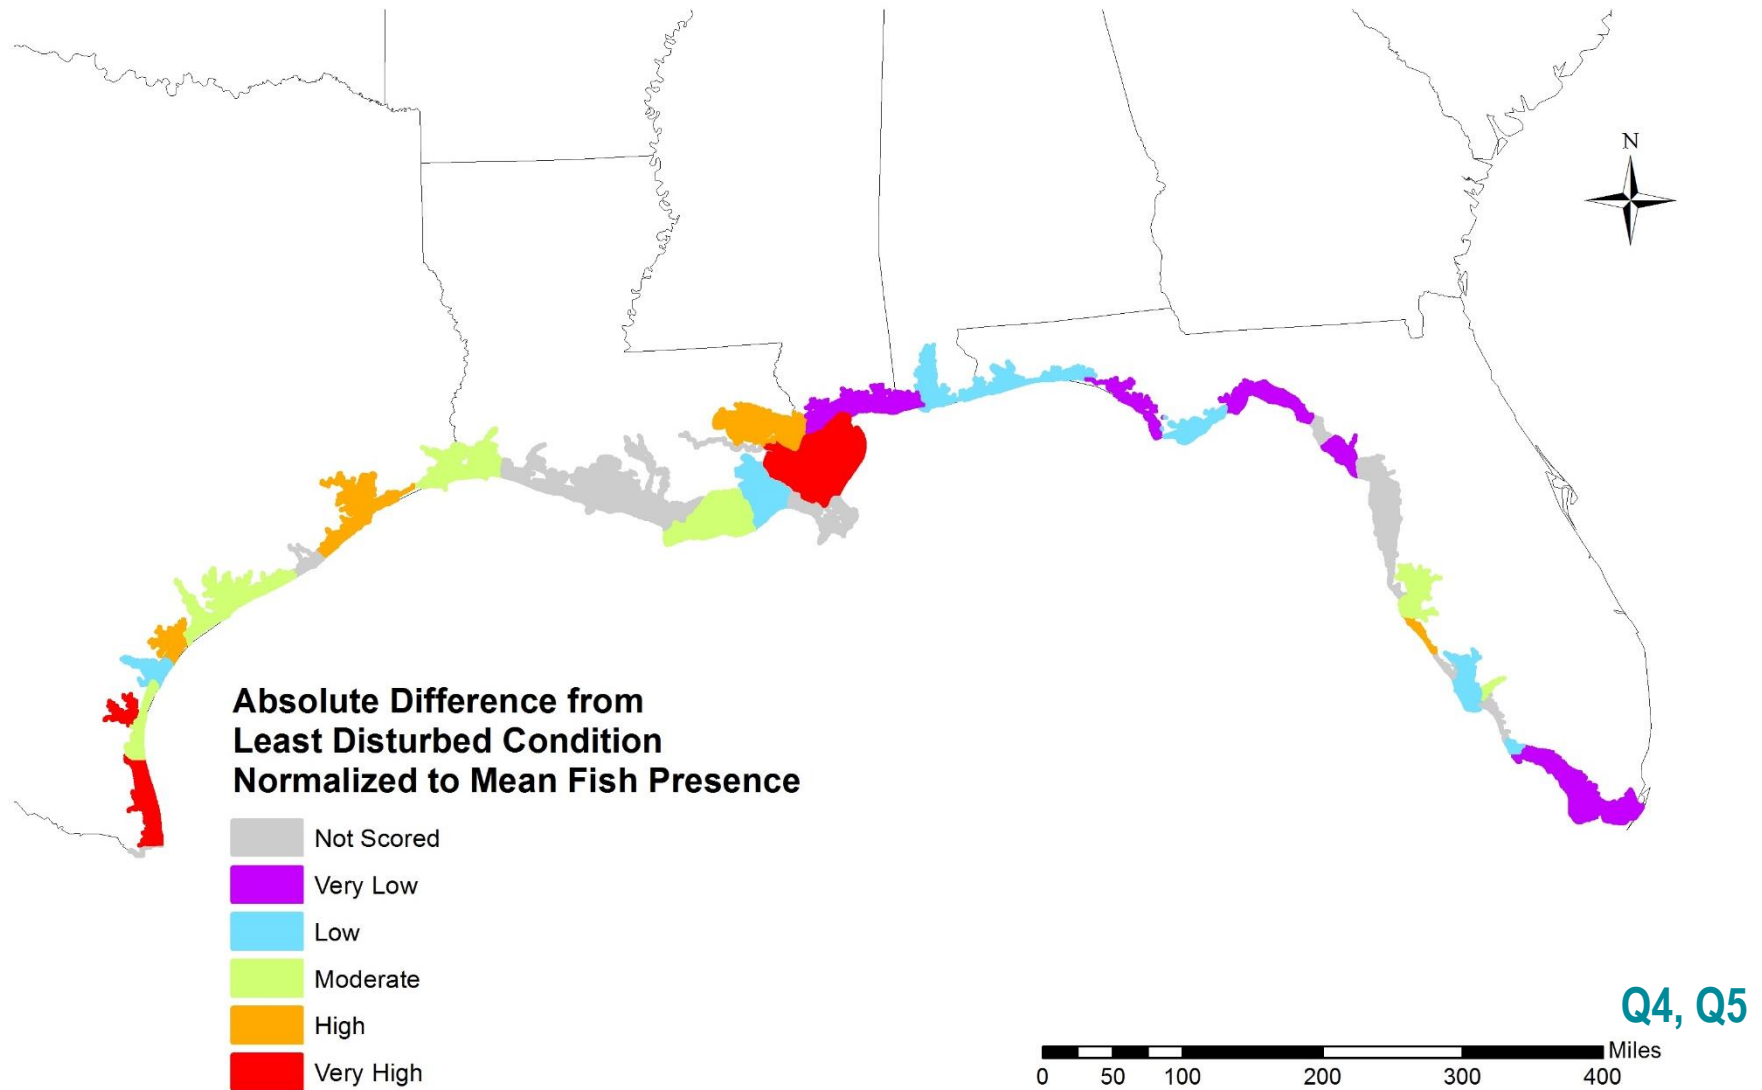 N
Absolute Difference from
Least Disturbed Condition
Normalized to Mean Fish Presence
Not Scored
Very Low
Low
Moderate
High
Very High
Q4, Q5
Miles
0 50 100 200 300 400